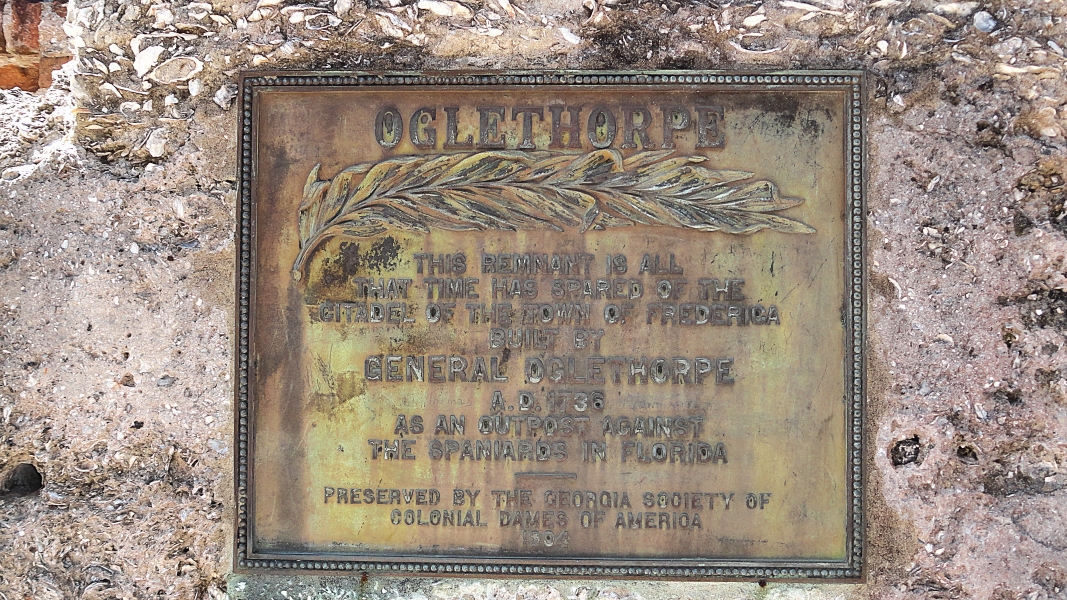 OGLETHORPE
THIS REMNANT IS ALL
THAT TIME HAS SPARED OF THE
CITADEL OF THE TOWN OF FREDERICA
BUILT BY
GENERAL OGLETHORPE
A.D. 1736
AS AN OUTPOST AGAINST
THE SPANIARDS IN FLORIDA
PRESERVED BY THE GEORGIA SOCIETY OF
COLONIAL DAMES OF AMERICA
1904